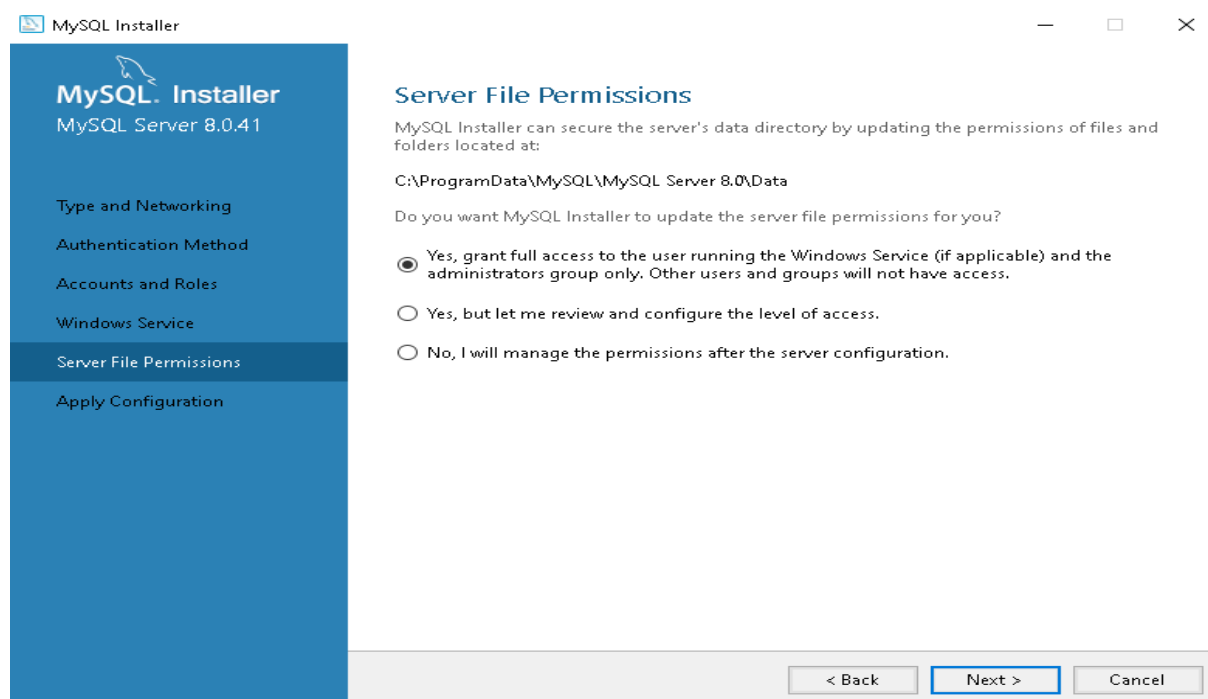 MySQL Installer
MySQL. Installer
MySQL Server 8.0.41
Type and Networking
Authentication Method
Accounts and Roles
Windows Service
Server File Permissions
Apply Configuration
Server File Permissions
MySQL Installer can secure the server's data directory by updating the permissions of files and
folders located at:
C:\ProgramData\MySQL\MySQL Server 8.0\Data
Do you want MySQL Installer to update the server file permissions for you?
Yes, grant full access to the user running the Windows Service (if applicable) and the
administrators group only. Other users and groups will not have access.
Yes, but let me review and configure the level of access.
No, I will manage the permissions after the server configuration.
< Back
Next >
Cancel